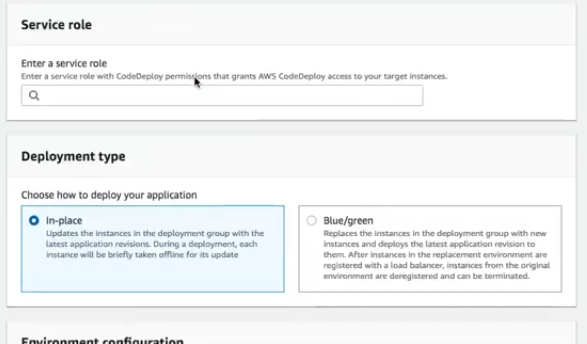 Service role
Enter a service role
Enter a service role with CodeDeploy permissions that grants AWS CodeDeploy access to your target instances.
Deployment type
Choose how to deploy your application
In-place
Updates the instances in the deployment group with the
latest application revisions. During a deployment, each
instance will be briefly taken offline for its update
Blue/green
Replaces the instances in the deployment group with new
instances and deploys the latest application revision to
them. After instances in the replacement environment are
registered with a load balancer, instances from the original
environment are deregistered and can be terminated.
Environment configuration